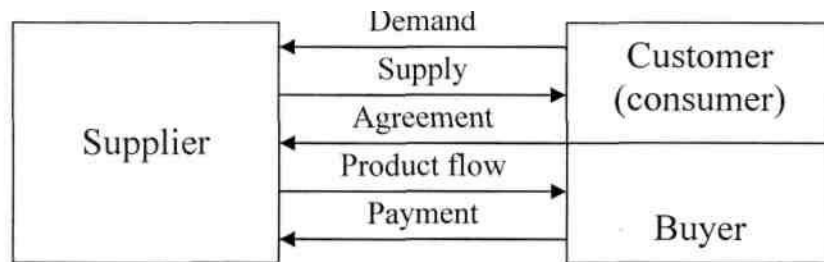 Demand
Supply
Agreement
Product flow
Payment
Supplier
Customer
(consumer)
Buyer